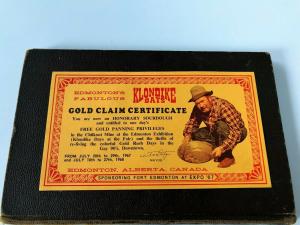 EDMONTON'S
FABULOUS
KLONDIKE
DAYS
GOLD CLAIM CERTIFICATE
You are now an HONORARY SOURDOUGH
and entitled to one day's
FREE GOLD PANNING PRIVILEGES
in the Chilkoot Mine at the Edmonton Exhibition
(Klondike Days at the Fair) and the thrills of
re-living the colorful Gold Rush Days in the
Gay 90's, Downtown,
FROM JULY 20th to 29th, 1967
and JULY 18th to 27th, 1968
MAYOR
EDMONTON, ALBERTA, CANADA
SPONSORING FORT EDMONTON AT EXPO '67